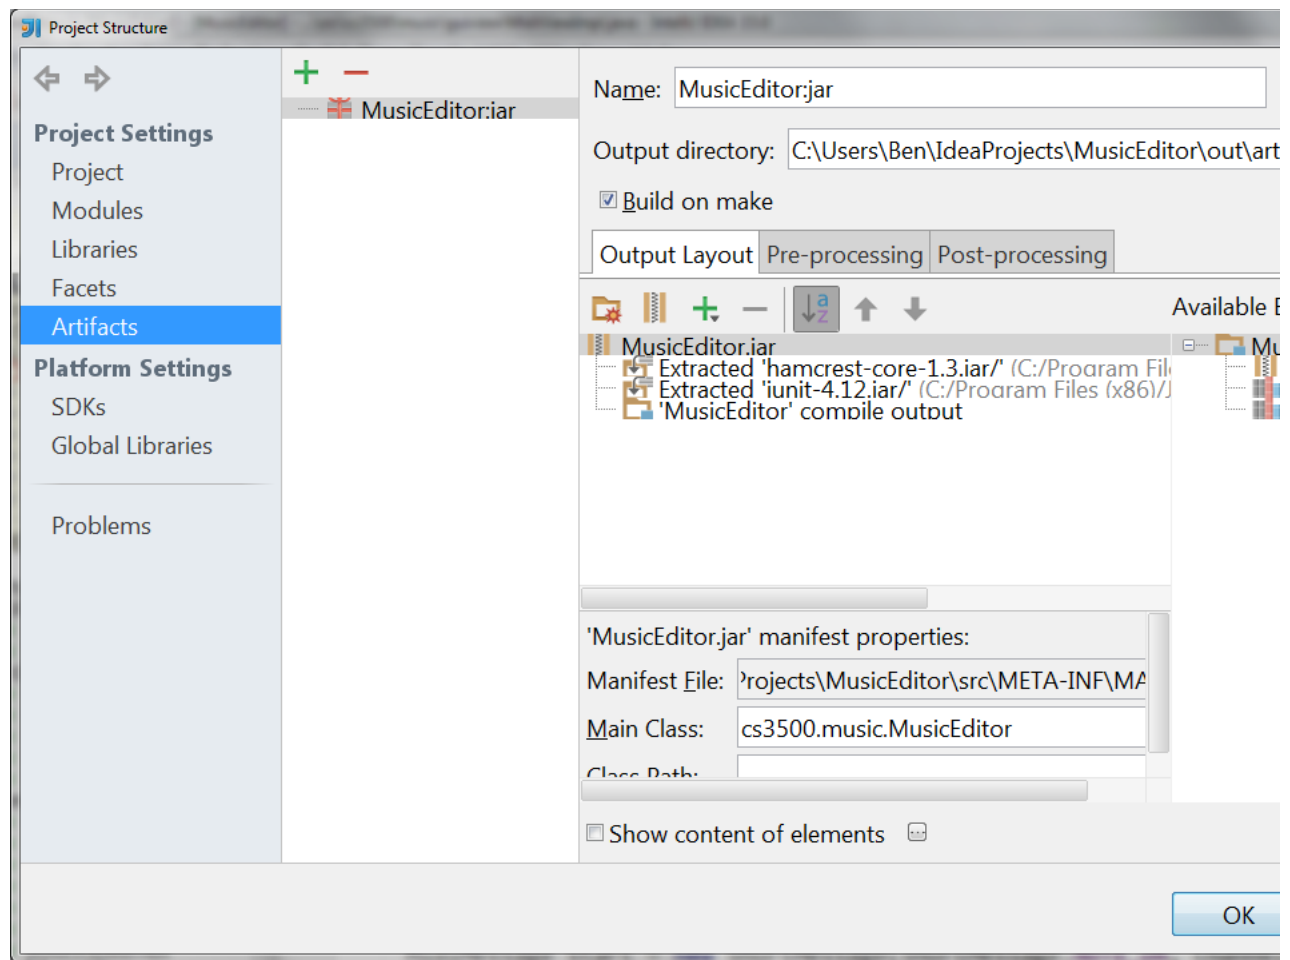 Project Structure
Project Settings
Project
Modules
Libraries
Facets
Artifacts
Platform Settings
SDKs
Global Libraries
Problems
MusicEditor:jar
Name: MusicEditor:jar
Output directory: C:\Users\Ben\IdeaProjects\MusicEditor\out\art
Build on make
Output Layout Pre-processing Post-processing
Available E
MusicEditor.jar
Extracted 'hamcrest-core-1.3.jar/' (C:/Program Fil
Extracted 'junit-4.12.jar/' (C:/Program Files (x86)/J
'MusicEditor' compile output
Mu
'MusicEditor.jar' manifest properties:
Manifest File: Projects\MusicEditor\src\META-INF\MA
Main Class: cs3500.music.MusicEditor
Class Path:
Show content of elements
OK